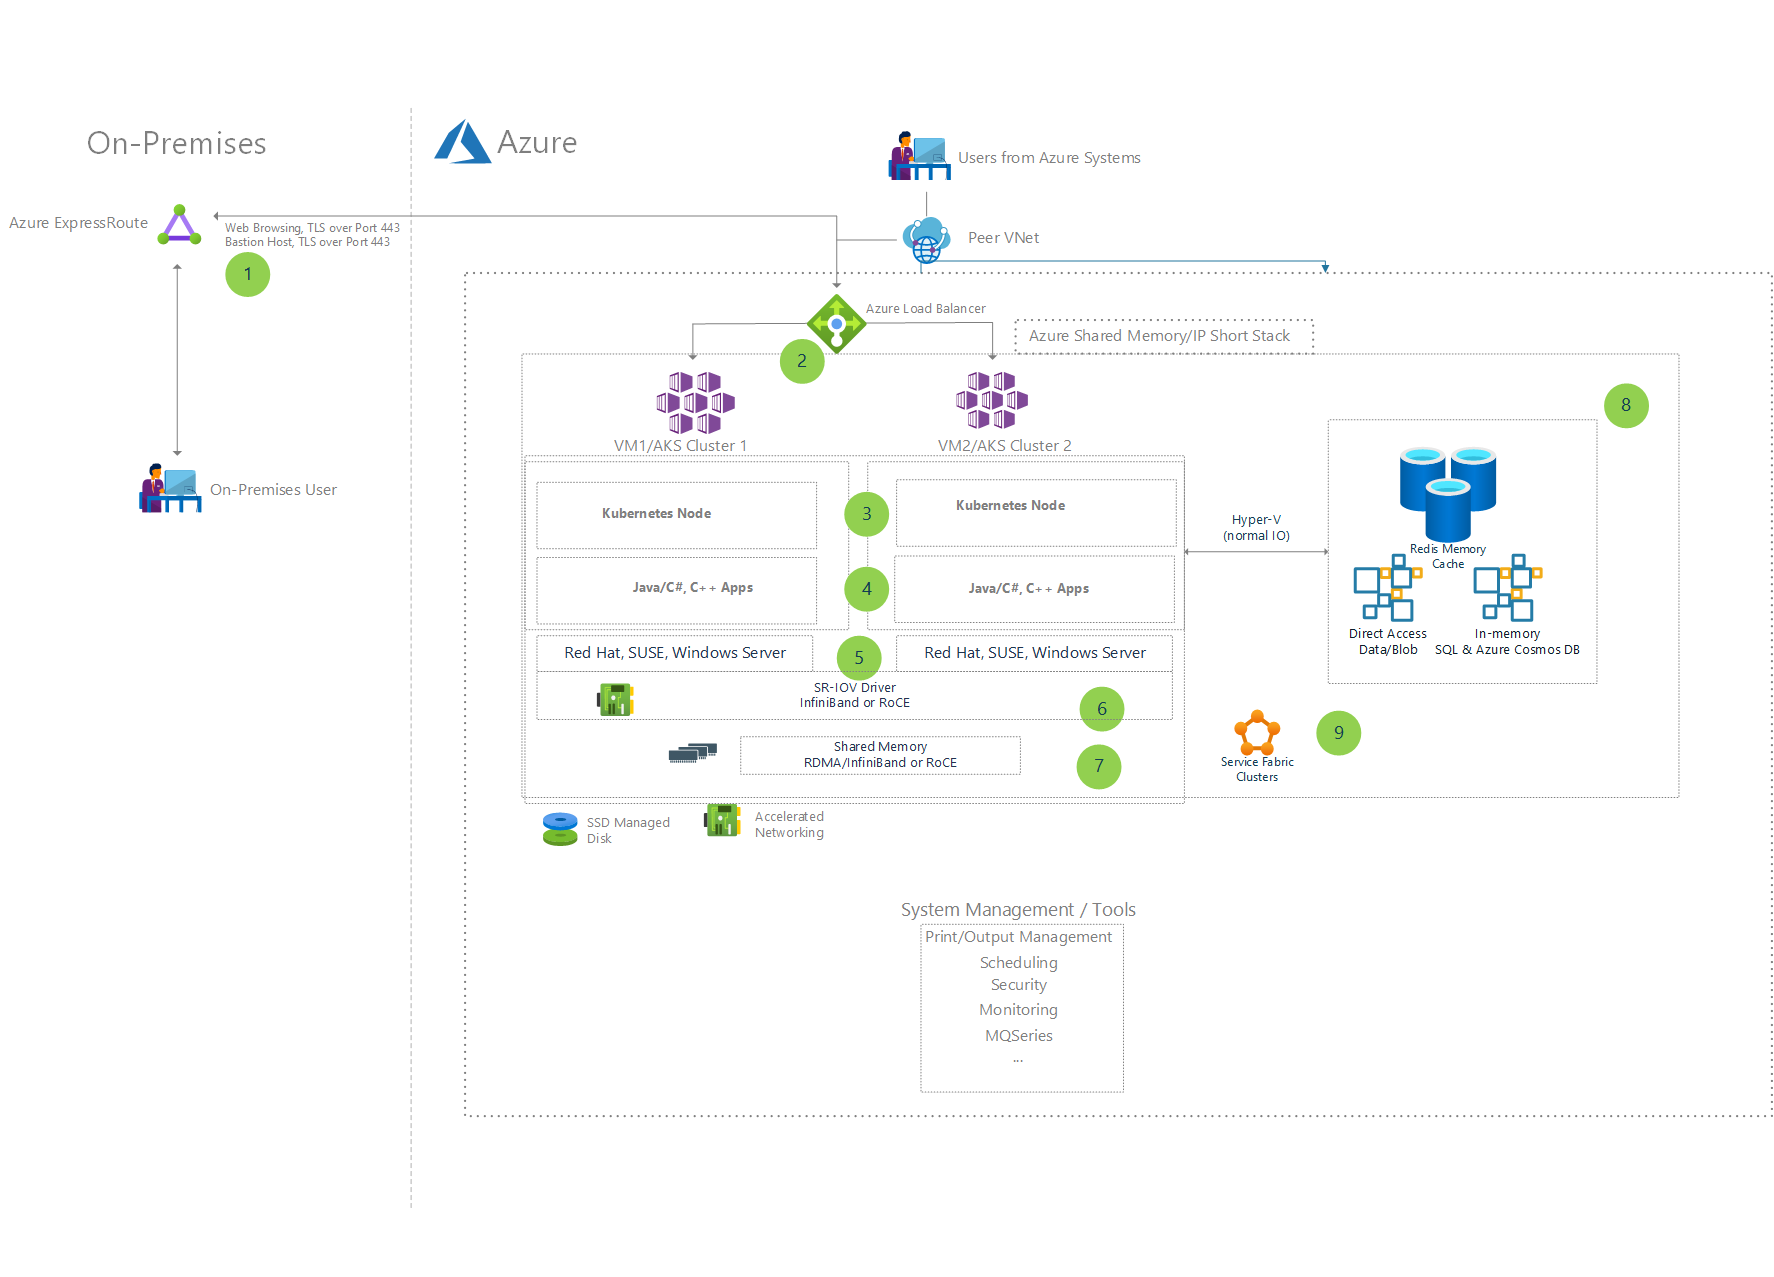 On-Premises
Azure
Users from Azure Systems
Azure ExpressRoute
Web Browsing, TLS over Port 443
Bastion Host, TLS over Port 443
Peer VNet
1
Azure Load Balancer
Azure Shared Memory/IP Short Stack
2
8
VM1/AKS Cluster 1
VM2/AKS Cluster 2
On-Premises User
Kubernetes Node
3
Kubernetes Node
Hyper-V
(normal IO)
Redis Memory
Cache
Java/C#, C++ Apps
4
Java/C#, C++ Apps
Direct Access
Data/Blob
In-memory
SQL & Azure Cosmos DB
Red Hat, SUSE, Windows Server
5
Red Hat, SUSE, Windows Server
SR-IOV Driver
InfiniBand or RoCE
6
Shared Memory
RDMA/InfiniBand or RoCE
7
Service Fabric
Clusters
9
SSD Managed
Disk
Accelerated
Networking
System Management / Tools
Print/Output Management
Scheduling
Security
Monitoring
MQSeries
...